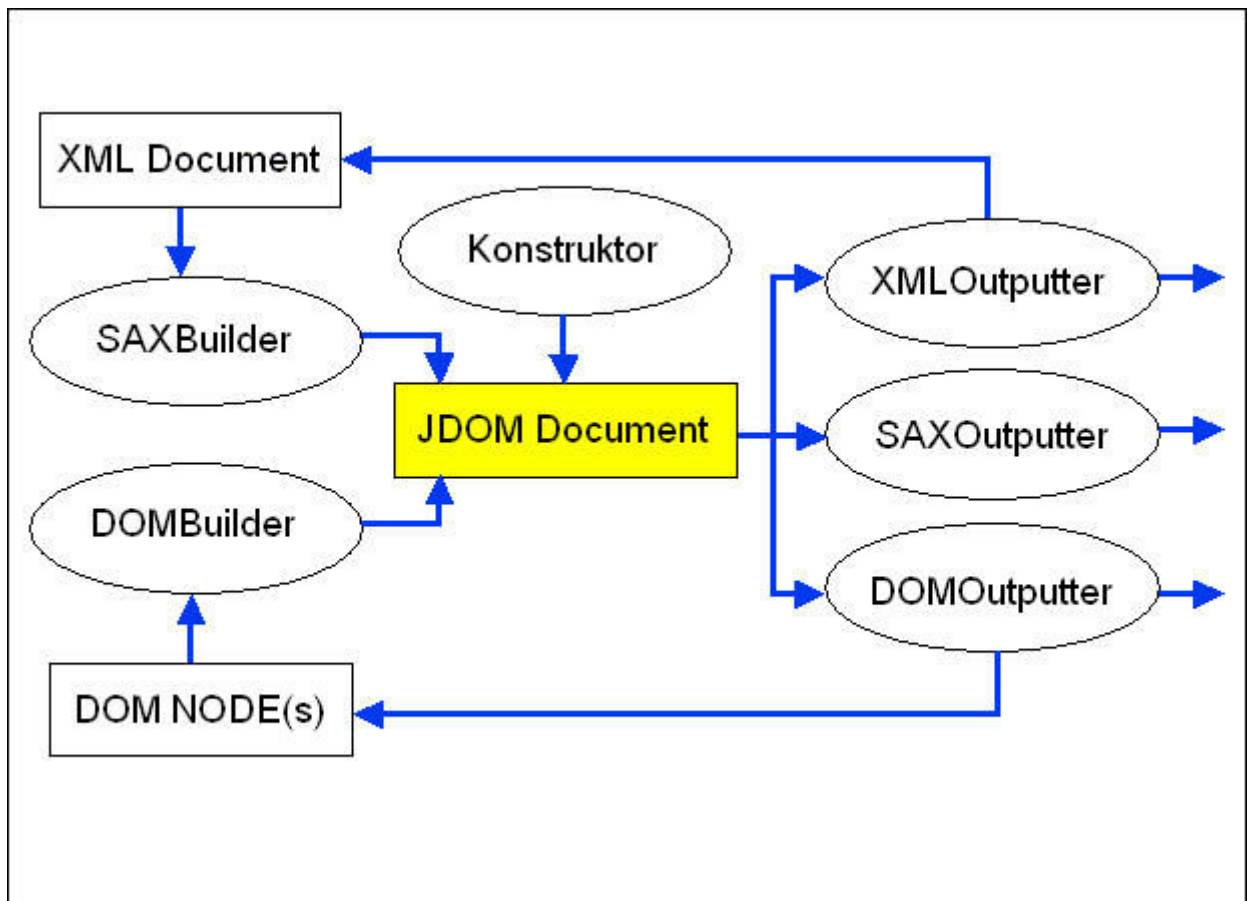 XML Document
Konstruktor
XMLOutputter
SAXBuilder
JDOM Document
SAXOutputter
DOMBuilder
DOMOutputter
DOM NODE(s)